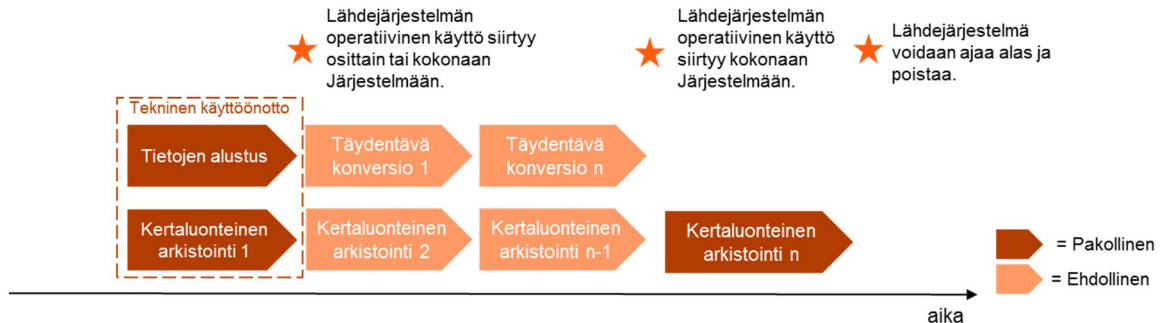 Lähdejärjestelmän
operatiivinen käyttö siirtyy
osittain tai kokonaan
Järjestelmään.
Lähdejärjestelmän
operatiivinen käyttö
siirtyy kokonaan
Järjestelmään.
Lähdejärjestelmä
voidaan ajaa alas ja
poistaa.
Tekninen käyttöönotto
Tietojen alustus
Täydentävä
konversio 1
Täydentävä
konversio n
Kertaluonteinen
arkistointi 1
Kertaluonteinen
arkistointi 2
Kertaluonteinen
arkistointi n-1
Kertaluonteinen
arkistointi n
= Pakollinen
= Ehdollinen
aika